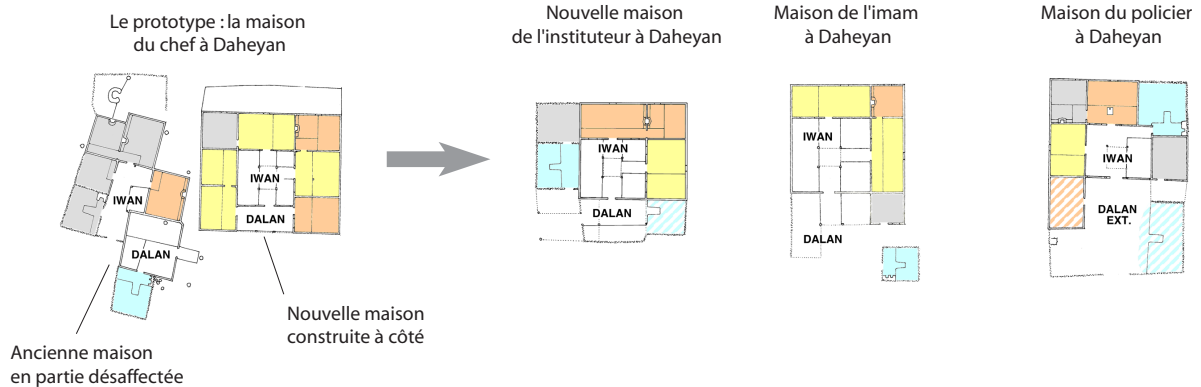 Le prototype : la maison
du chef à Daheyan
Nouvelle maison
de l'instituteur à Daheyan
Maison de l'imam
à Daheyan
Maison du policier
à Daheyan
IWAN
DALAN
IWAN
DALAN
IWAN
DALAN
IWAN
DALAN
IWAN
DALAN
EXT.
Nouvelle maison
construite à côté
Ancienne maison
en partie désaffectée